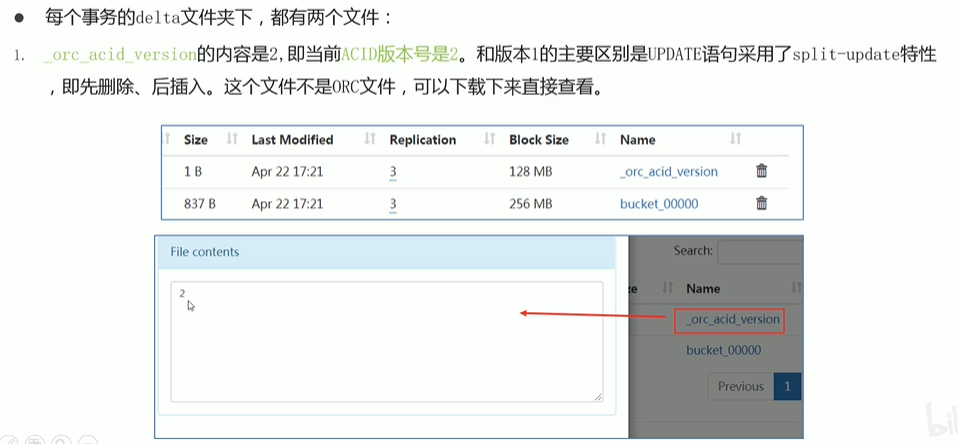 ● 每个事务的delta文件夹下，都有两个文件：
1. _orc_acid_version的内容是2,即当前ACID版本号是2。和版本1的主要区别是UPDATE语句采用了split-update特性
，即先删除、后插入。这个文件不是ORC文件，可以下载下来直接查看。
Size Last Modified Replication Block Size Name
1 B Apr 22 17:21 3 128 MB _orc_acid_version
837 B Apr 22 17:21 3 256 MB bucket_00000
File contents
2
Search:
ze Name
_orc_acid_version
bucket_00000
Previous 1
bil